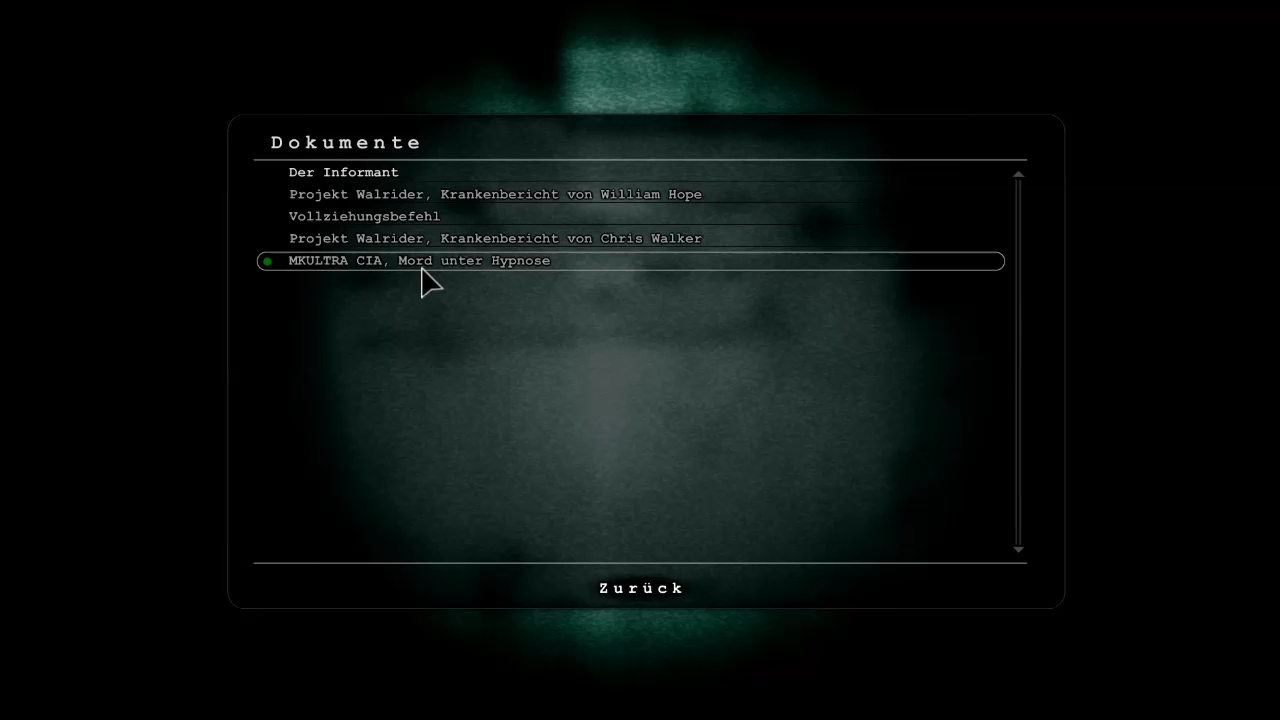 Dokumente
Der Informant
Projekt Walrider, Krankenbericht von William Hope
Vollziehungsbefehl
Projekt Walrider, Krankenbericht von Chris Walker
MKULTRA CIA, Mord unter Hypnose
Zurück